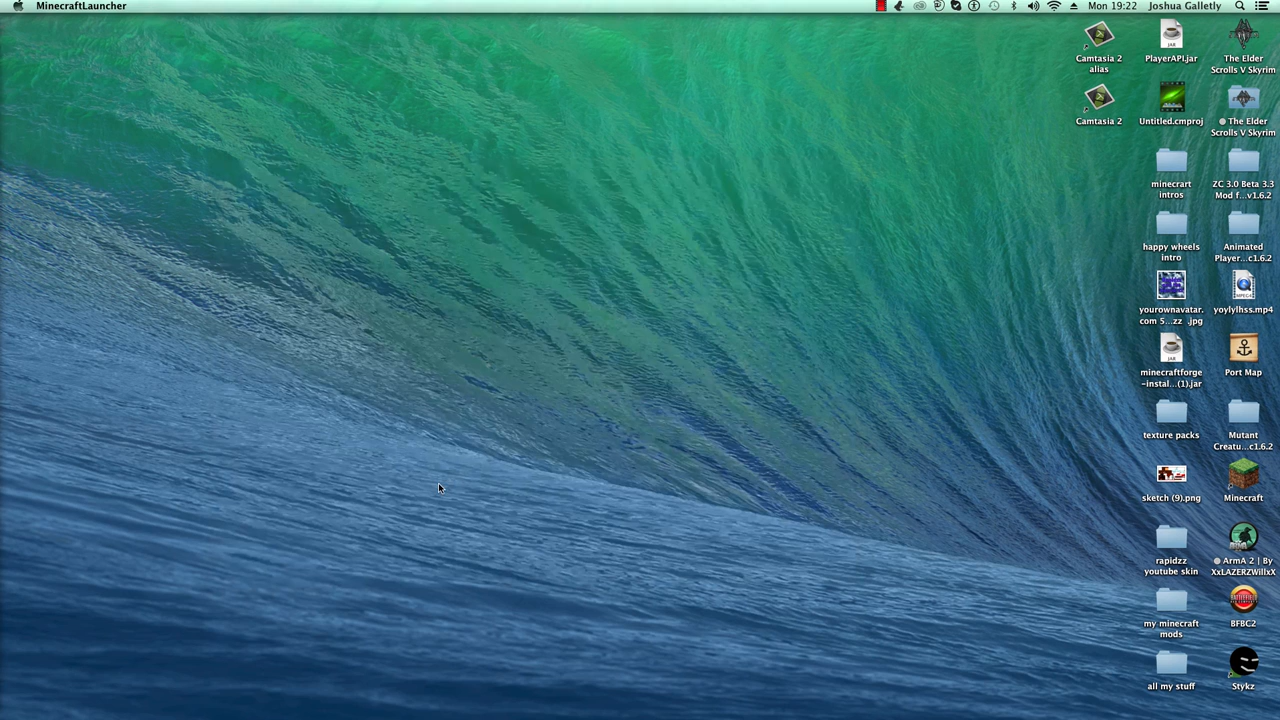 MinecraftLauncher
Mon 19:22
Joshua Galletly
Camtasia 2
alias
PlayerAPI.jar
The Elder
Scrolls V Skyrim
Camtasia 2
Untitled.cmproj
The Elder
Scrolls V Skyrim
minecrart
intros
ZC 3.0 Beta 3.3
Mod f...v1.6.2
happy wheels
intro
Animated
Player...c1.6.2
yourownavatar.
com S...zz .jpg
MPEG4
yoylylhss.mp4
JAR
minecraftforge
-instal...(1).jar
Port Map
texture packs
Mutant
Creatu...c1.6.2
sketch (9).png
Minecraft
rapidzz
youtube skin
ArmA 2 | By
XxLAZERZWillxX
my minecraft
mods
BFBC2
all my stuff
Stykz